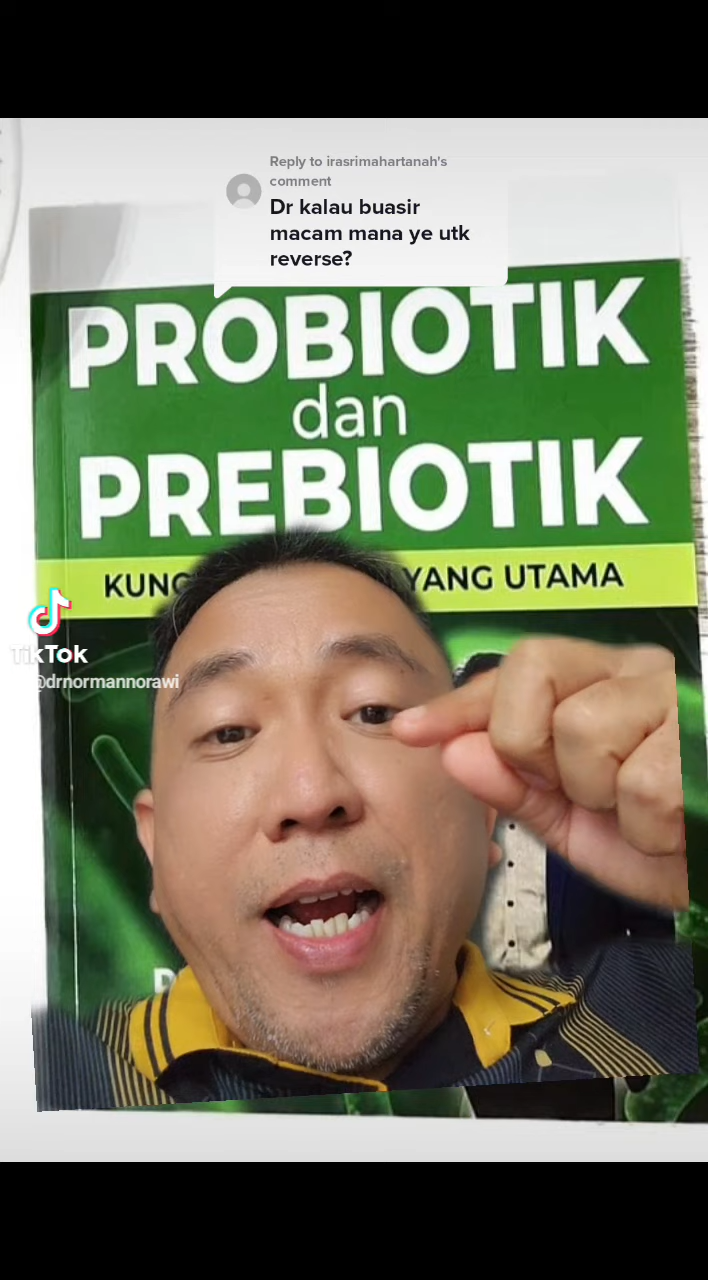 Reply to irasrimahartanah's
comment
Dr kalau buasir
macam mana ye utk
reverse?
PROBIOTIK
dan
PREBIOTIK
YANG UTAMA
TikTok
@drnormannorawi